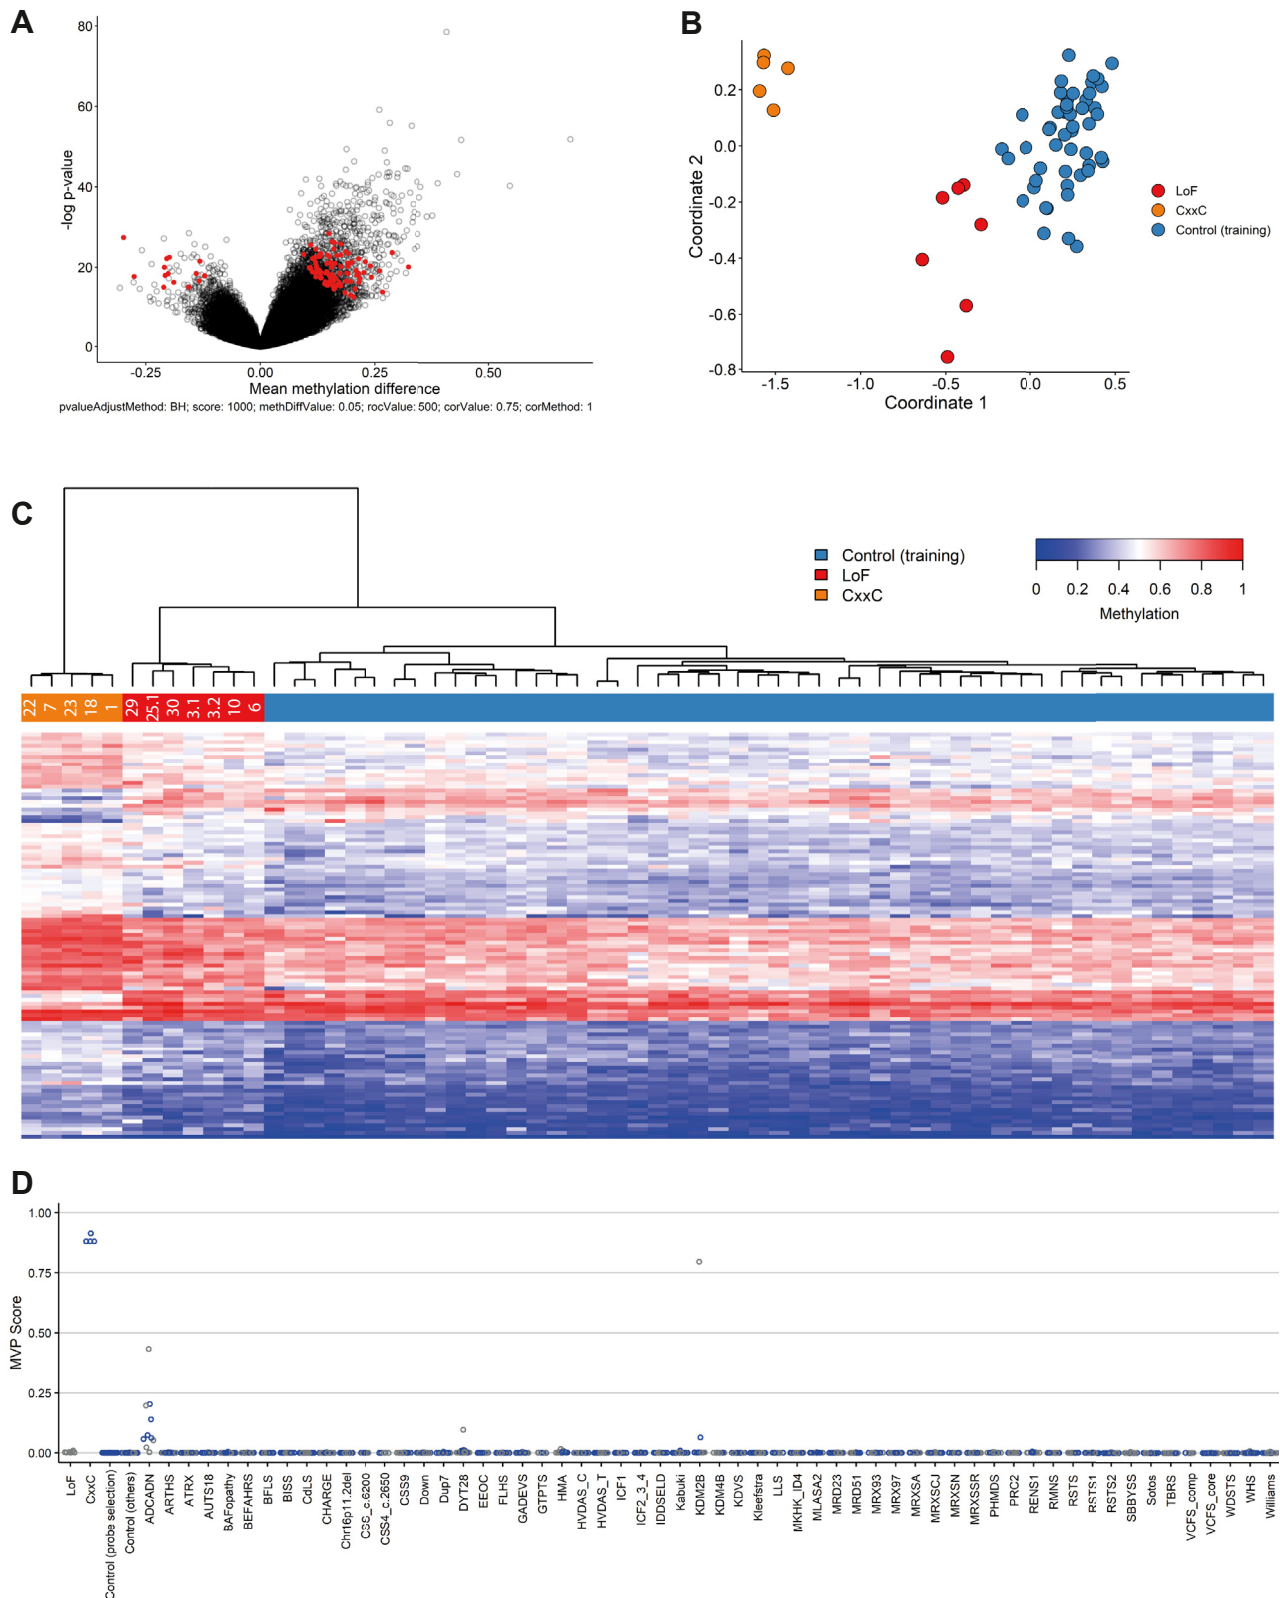 A
80
60
40
20
0
-log p-value
-0.25
0.00
0.25
0.50
Mean methylation difference
pvalueAdjustMethod: BH; score: 1000; methDiffValue: 0.05; rocValue: 500; corValue: 0.75; corMethod: 1
B
0.2
0.0
-0.2
-0.4
-0.6
-0.8
Coordinate 2
-1.5
-1.0
-0.5
0.0
0.5
Coordinate 1
LoF
CxxC
Control (training)
C
Control (training)
LoF
CxxC
0
0.2
0.4
0.6
0.8
1
Methylation
22
7
23
18
1
29
25.1
30
3.1
3.2
10
6
D
1.00
0.75
0.50
0.25
0.00
MVP Score
LoF
CxxC
Control (probe selection)
Control (others)
ADCADN
ARTHS
ATRX
AUTS18
BAFopathy
BEFAHRS
BFLS
BISS
CdLS
CHARGE
Chr16p11.2del
CSS_c.6200
CSS4_c.2650
CSS9
Down
Dup7
DYT28
EEOC
FLHS
GADEVS
GTPTS
HMA
HVDAS_C
HVDAS_T
ICF1
ICF2_3_4
IDDSELD
Kabuki
KDM2B
KDM4B
KDVS
Kleefstra
LLS
MKHK_ID4
MLASA2
MRD23
MRD51
MRX93
MRX97
MRXSA
MRXSCJ
MRXSN
MRXSSR
PHMDS
PRC2
RENS1
RMNS
RSTS
RSTS1
RSTS2
SBBYSS
Sotos
TBRS
VCFS_comp
VCFS_core
WDSTS
WHS
Williams